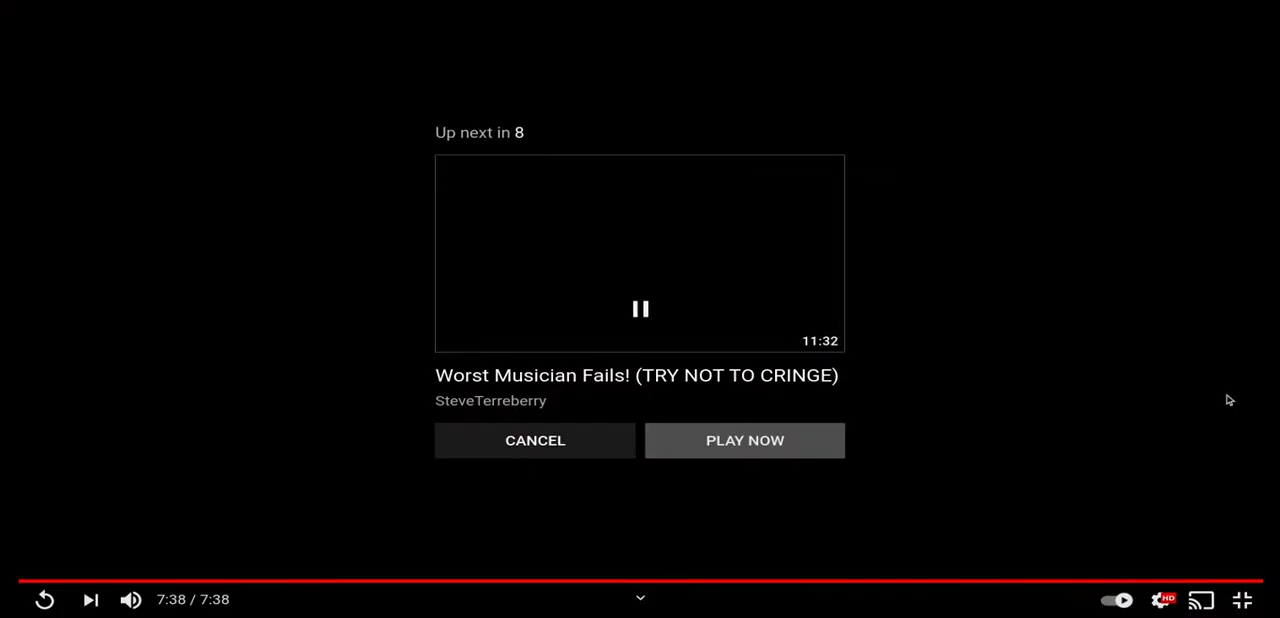 Up next in 8
11:32
Worst Musician Fails! (TRY NOT TO CRINGE)
SteveTerreberry
CANCEL PLAY NOW
7:38 / 7:38 HD